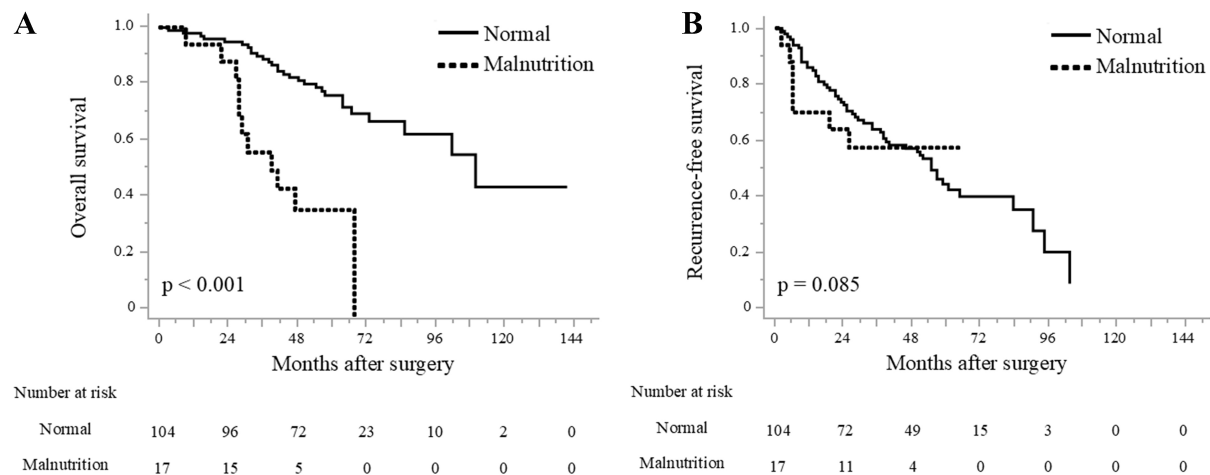 A
1.0
0.8
0.6
0.4
0.2
0
Overall survival
Normal
Malnutrition
p < 0.001
0 24 48 72 96 120 144
Months after surgery
Number at risk
Normal 104 96 72 23 10 2 0
Malnutrition 17 15 5 0 0 0 0
B
1.0
0.8
0.6
0.4
0.2
0
Recurrence-free survival
Normal
Malnutrition
p = 0.085
0 24 48 72 96 120 144
Months after surgery
Number at risk
Normal 104 72 49 15 3 0 0
Malnutrition 17 11 4 0 0 0 0